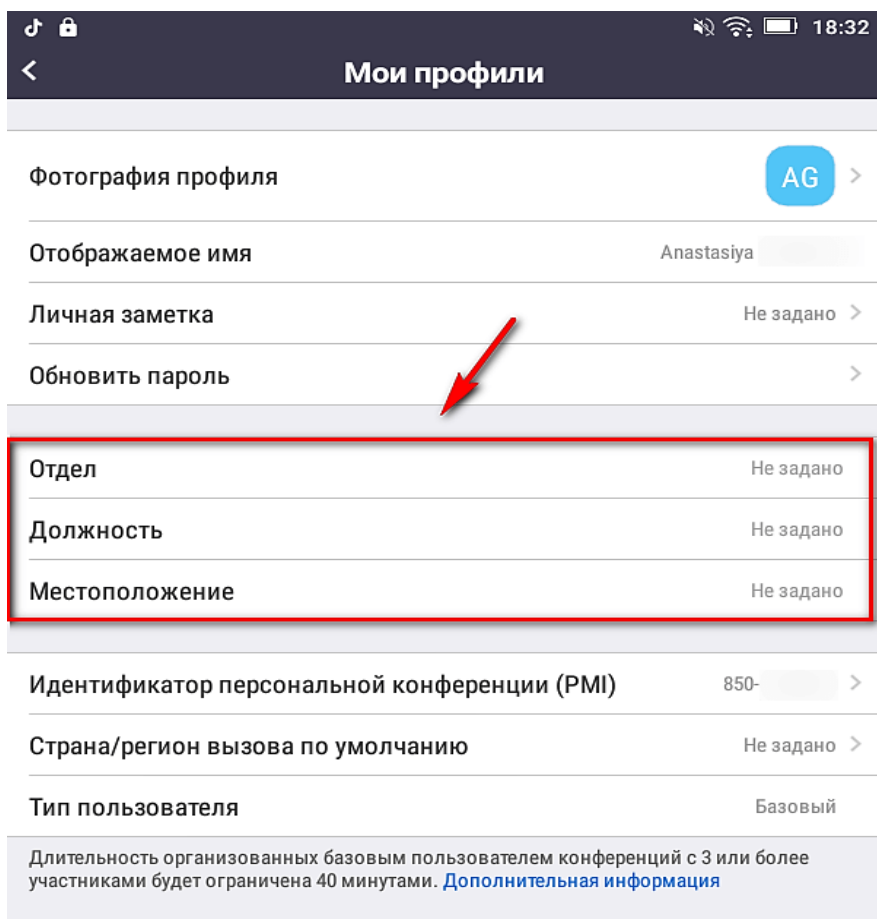 18:32
Мои профили
Фотография профиля AG
Отображаемое имя Anastasiya
Личная заметка Не задано
Обновить пароль
Отдел Не задано
Должность Не задано
Местоположение Не задано
Идентификатор персональной конференции (PMI) 850-
Страна/регион вызова по умолчанию Не задано
Тип пользователя Базовый
Длительность организованных базовым пользователем конференций с 3 или более
участниками будет ограничена 40 минутами. Дополнительная информация